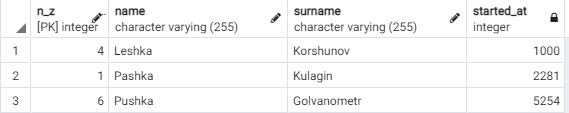 n_z name surname started_at
[PK] integer character varying (255) character varying (255) integer
1 4 Leshka Korshunov 1000
2 1 Pashka Kulagin 2281
3 6 Pushka Golvanometr 5254